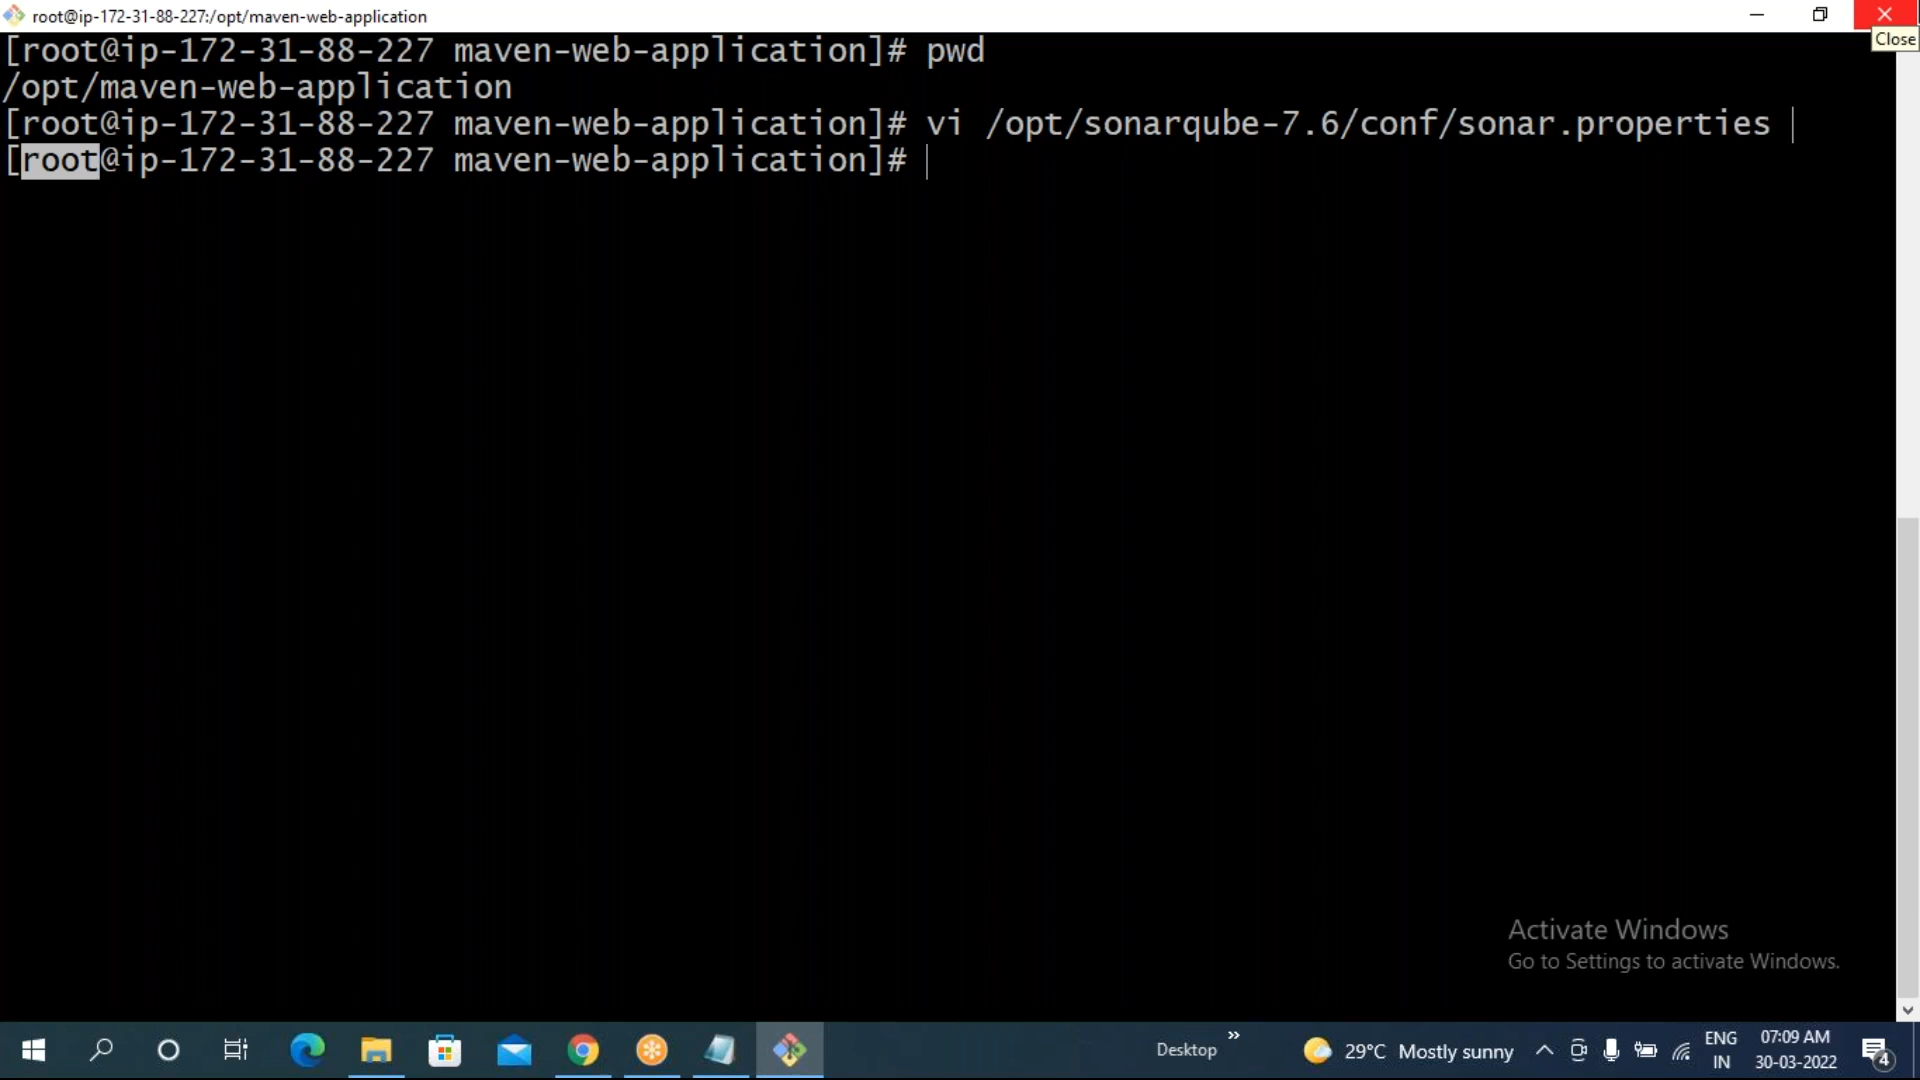 root@ip-172-31-88-227:/opt/maven-web-application
Close
[root@ip-172-31-88-227 maven-web-application]# pwd
/opt/maven-web-application
[root@ip-172-31-88-227 maven-web-application]# vi /opt/sonarqube-7.6/conf/sonar.properties
[root@ip-172-31-88-227 maven-web-application]#
Activate Windows
Go to Settings to activate Windows.
Desktop
29°C Mostly sunny
ENG
IN
07:09 AM
30-03-2022
4